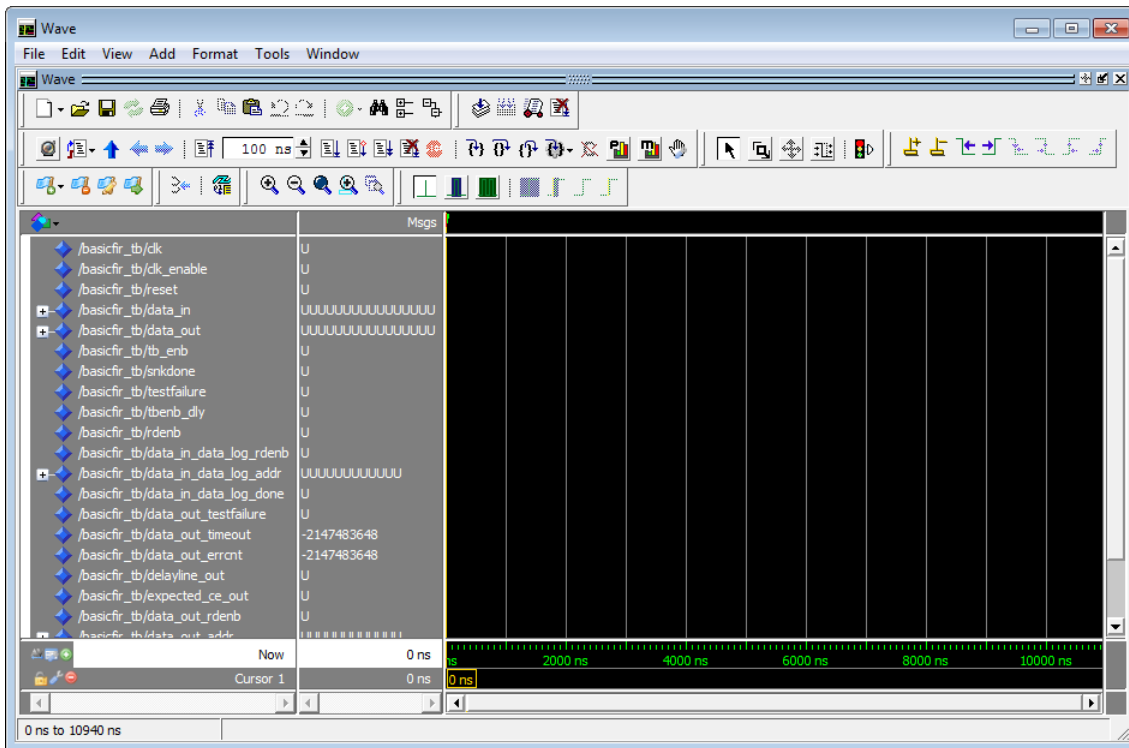 Wave
File Edit View Add Format Tools Window
Wave
100 ns
Msgs
/basicfir_tb/clk U
/basicfir_tb/clk_enable U
/basicfir_tb/reset U
/basicfir_tb/data_in UUUUUUUUUUUUUUUU
/basicfir_tb/data_out UUUUUUUUUUUUUUUU
/basicfir_tb/tb_enb U
/basicfir_tb/snkdone U
/basicfir_tb/testfailure U
/basicfir_tb/tbenb_dly U
/basicfir_tb/rdenb U
/basicfir_tb/data_in_data_log_rdenb U
/basicfir_tb/data_in_data_log_addr UUUUUUUUUUUU
/basicfir_tb/data_in_data_log_done U
/basicfir_tb/data_out_testfailure U
/basicfir_tb/data_out_timeout -2147483648
/basicfir_tb/data_out_errcnt -2147483648
/basicfir_tb/delayline_out U
/basicfir_tb/expected_ce_out U
/basicfir_tb/data_out_rdenb U
/basicfir_tb/data_out_addr UUUUUUUUUUUU
Now 0 ns ns 2000 ns 4000 ns 6000 ns 8000 ns 10000 ns
Cursor 1 0 ns 0 ns
0 ns to 10940 ns